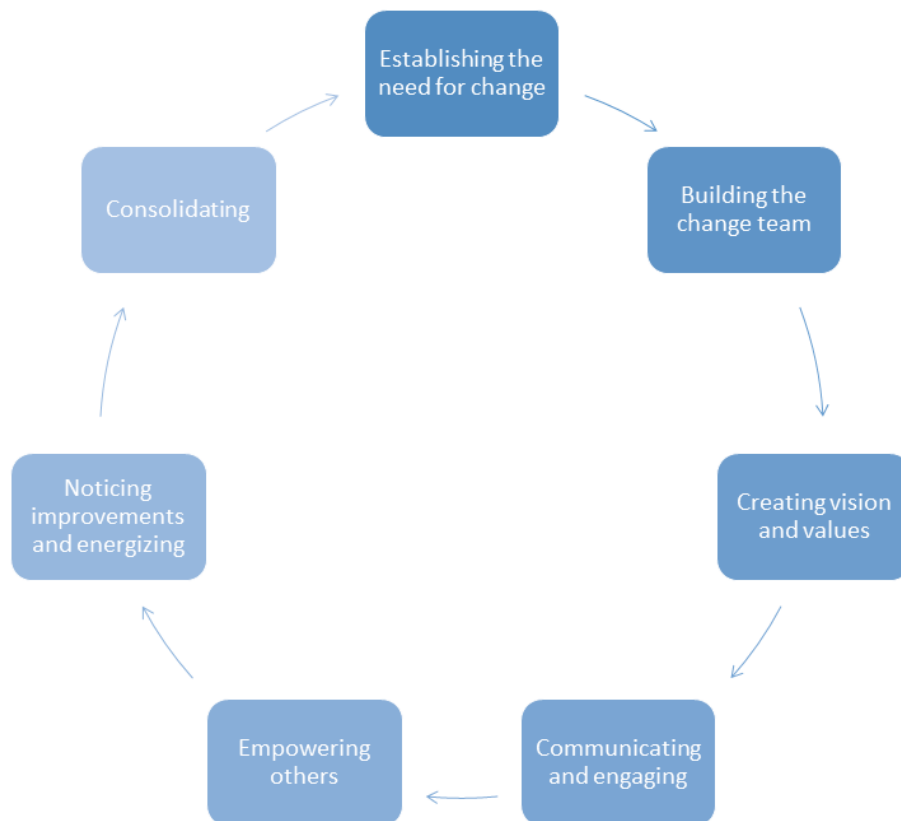 Establishing the
need for change
Building the
change team
Creating vision
and values
Communicating
and engaging
Empowering
others
Noticing
improvements
and energizing
Consolidating